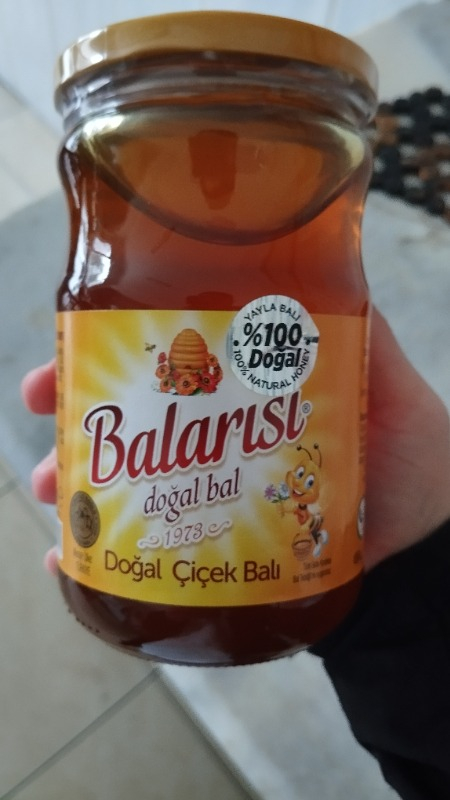 YAYLA BALI
%100
Doğal
100% NATURAL HONEY
Balarısı®
doğal bal
1973
Doğal Çiçek Balı